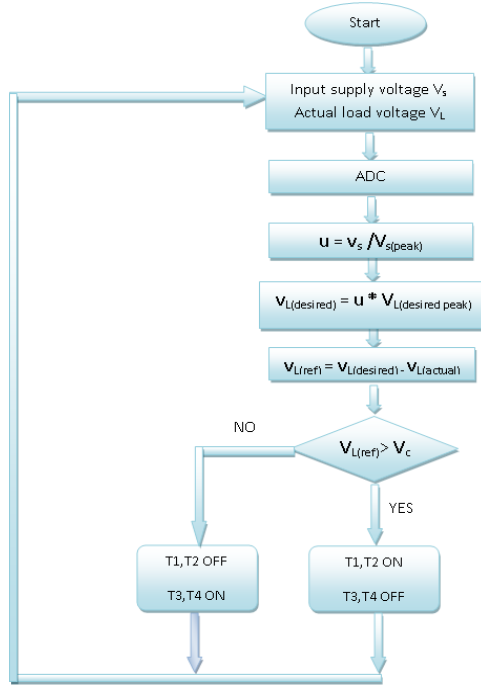 Start
Input supply voltage Vs
Actual load voltage VL
ADC
u = vs /Vs(peak)
vL(desired) = u * VL(desired peak)
vL(ref) = vL(desired) - vL(actual)
NO
VL(ref) > Vc
YES
T1,T2 OFF
T3,T4 ON
T1,T2 ON
T3,T4 OFF